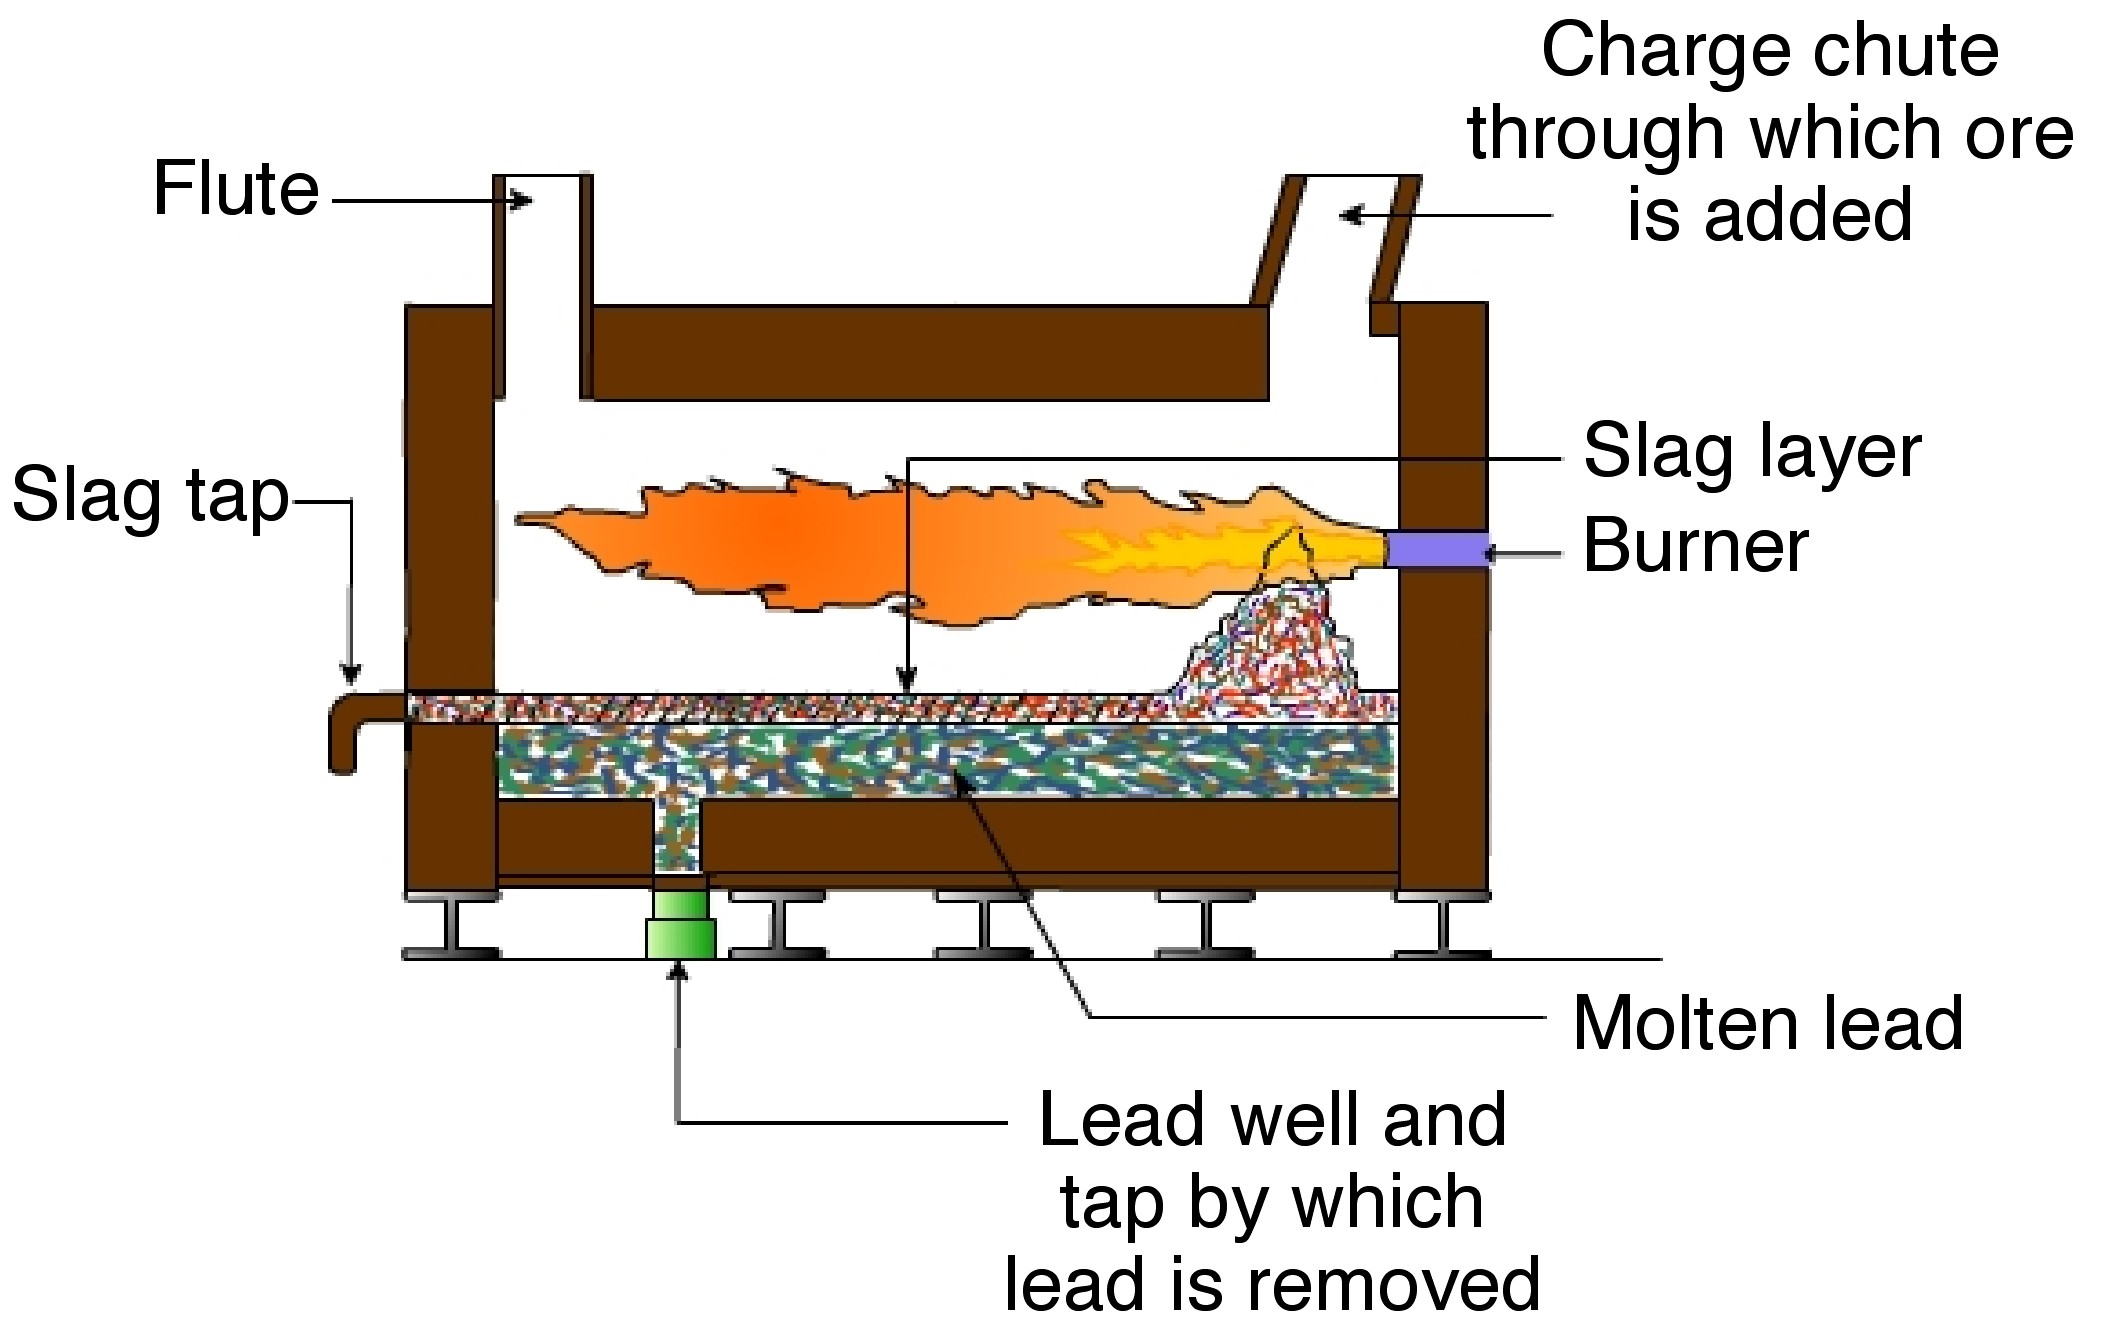 Charge chute
through which ore
is added
Flute
Slag layer
Slag tap
Burner
Molten lead
Lead well and
tap by which
lead is removed